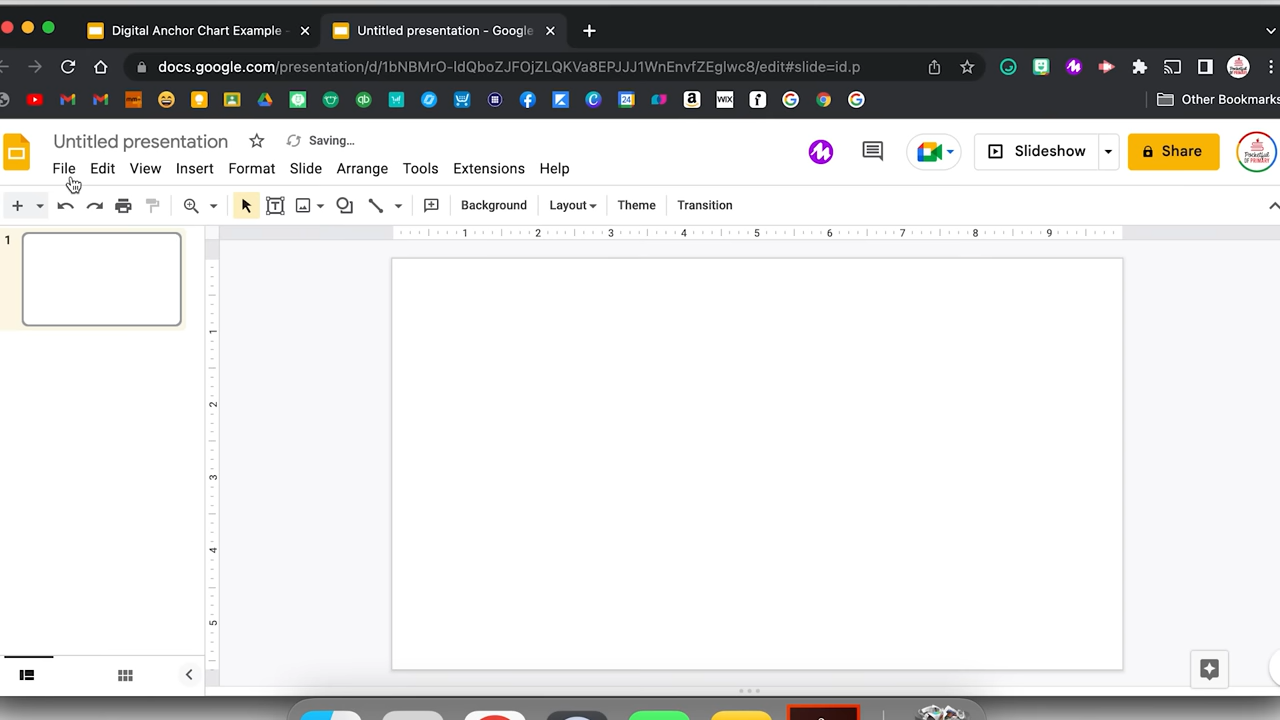 Digital Anchor Chart Example -
Untitled presentation - Google
docs.google.com/presentation/d/1bNBMrO-ldQboZJFOjZLQKVa8EPJJJ1WnEnvfZEglwc8/edit#slide=id.p
24
WIX
Other Bookmarks
Untitled presentation
Saving...
File Edit View Insert Format Slide Arrange Tools Extensions Help
Slideshow
Share
Background Layout Theme Transition
1 2 3 4 5 6 7 8 9
1
1
2
3
4
5